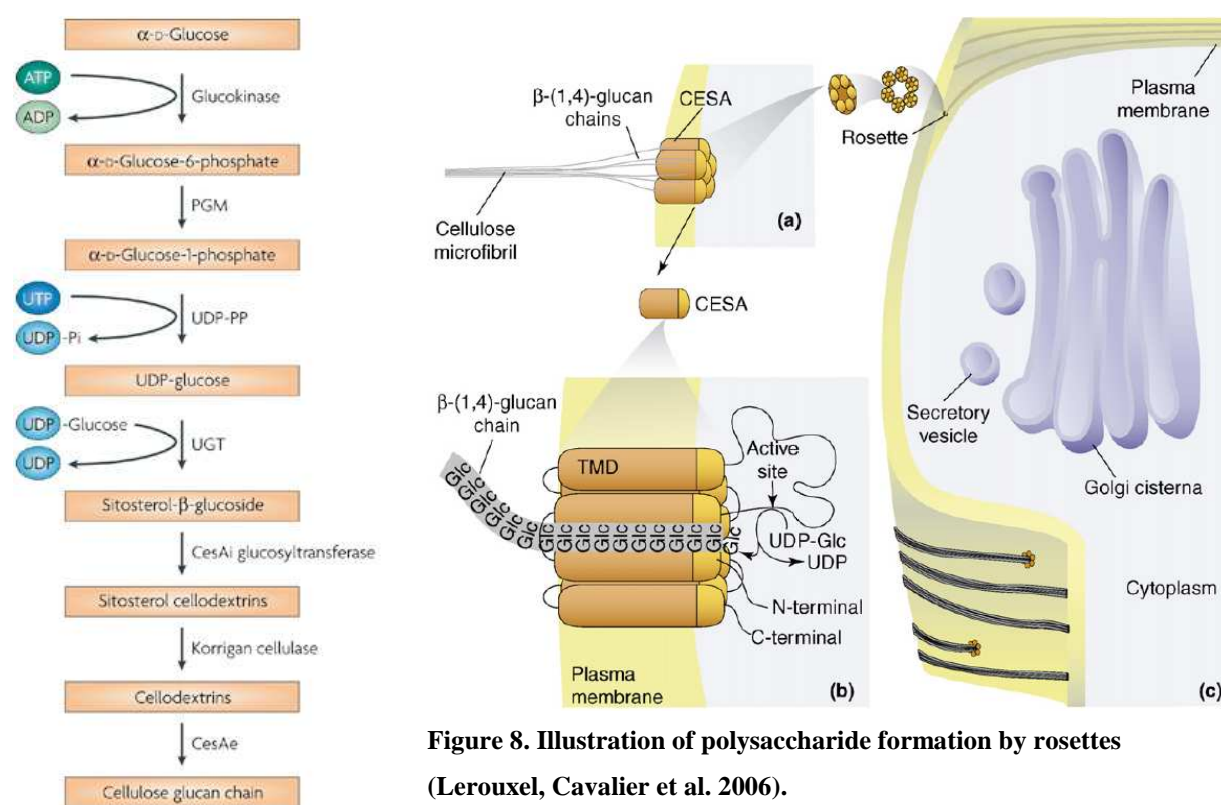 α-D-Glucose
ATP
ADP
Glucokinase
α-D-Glucose-6-phosphate
PGM
α-D-Glucose-1-phosphate
UTP
UDP-PP
UDP -Pi
UDP-glucose
UDP -Glucose
UGT
UDP
Sitosterol-β-glucoside
CesAi glucosyltransferase
Sitosterol cellodextrins
Korrigan cellulase
Cellodextrins
CesAe
Cellulose glucan chain
β-(1,4)-glucan
chains
CESA
Cellulose
microfibril
(a)
Rosette
Plasma
membrane
CESA
β-(1,4)-glucan
chain
TMD
Active
site
Glc Glc Glc Glc Glc Glc Glc Glc Glc Glc Glc Glc Glc Glc
UDP-Glc
UDP
N-terminal
C-terminal
Plasma
membrane
(b)
Secretory
vesicle
Golgi cisterna
Cytoplasm
(c)
Figure 8. Illustration of polysaccharide formation by rosettes
(Lerouxel, Cavalier et al. 2006).